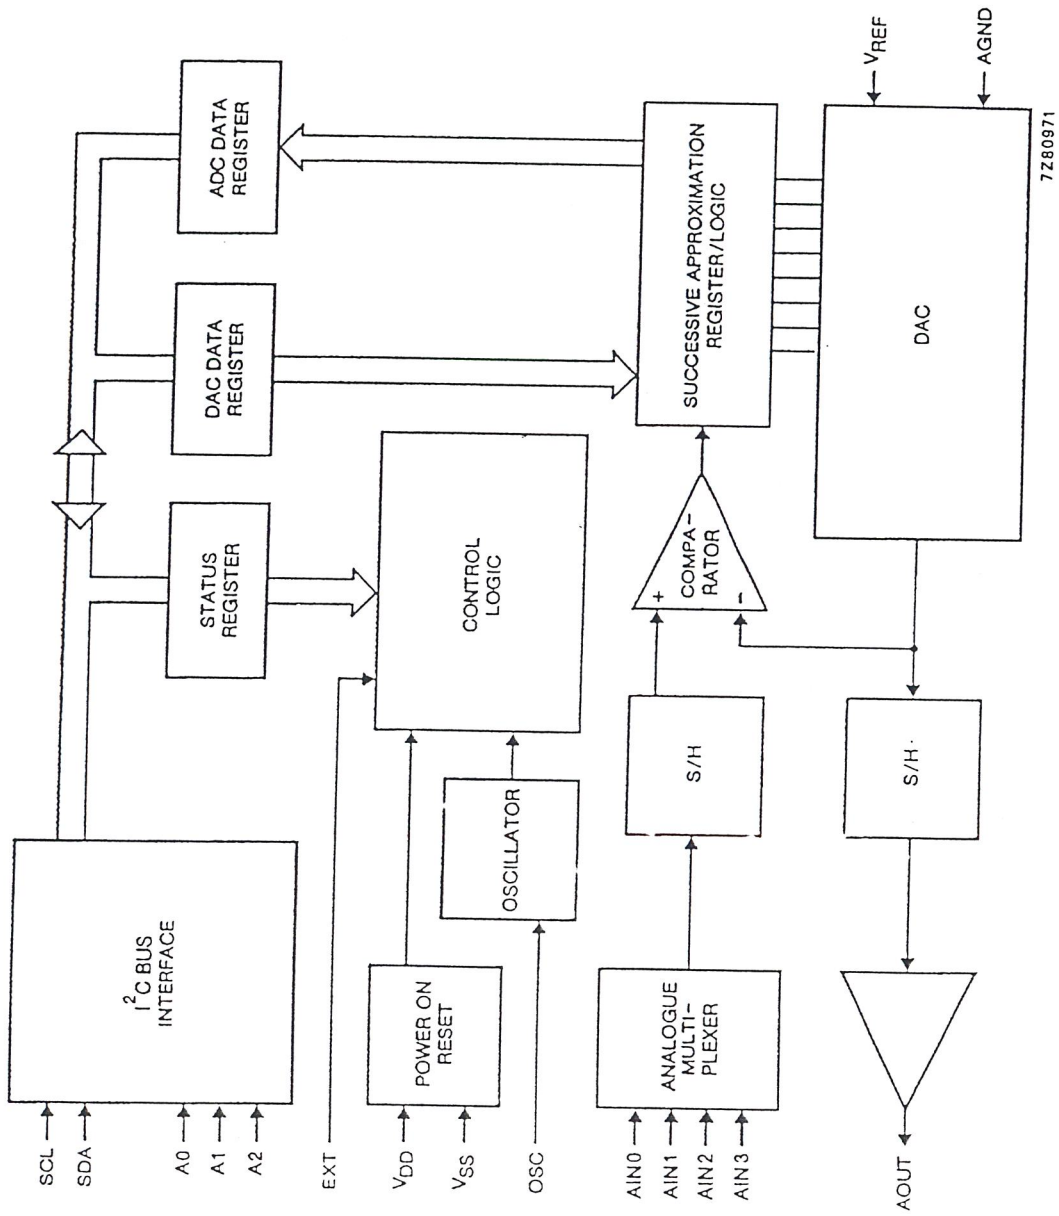 SCL
SDA
A0
A1
A2
I²C BUS
INTERFACE
STATUS
REGISTER
DAC DATA
REGISTER
ADC DATA
REGISTER
EXT
VDD
VSS
OSC
POWER ON
RESET
OSCILLATOR
CONTROL
LOGIC
AIN0
AIN1
AIN2
AIN3
ANALOGUE
MULTI-
PLEXER
S/H
+
COMPA-
RATOR
–
SUCCESSIVE APPROXIMATION
REGISTER/LOGIC
AOUT
S/H
DAC
VREF
AGND
7Z80971